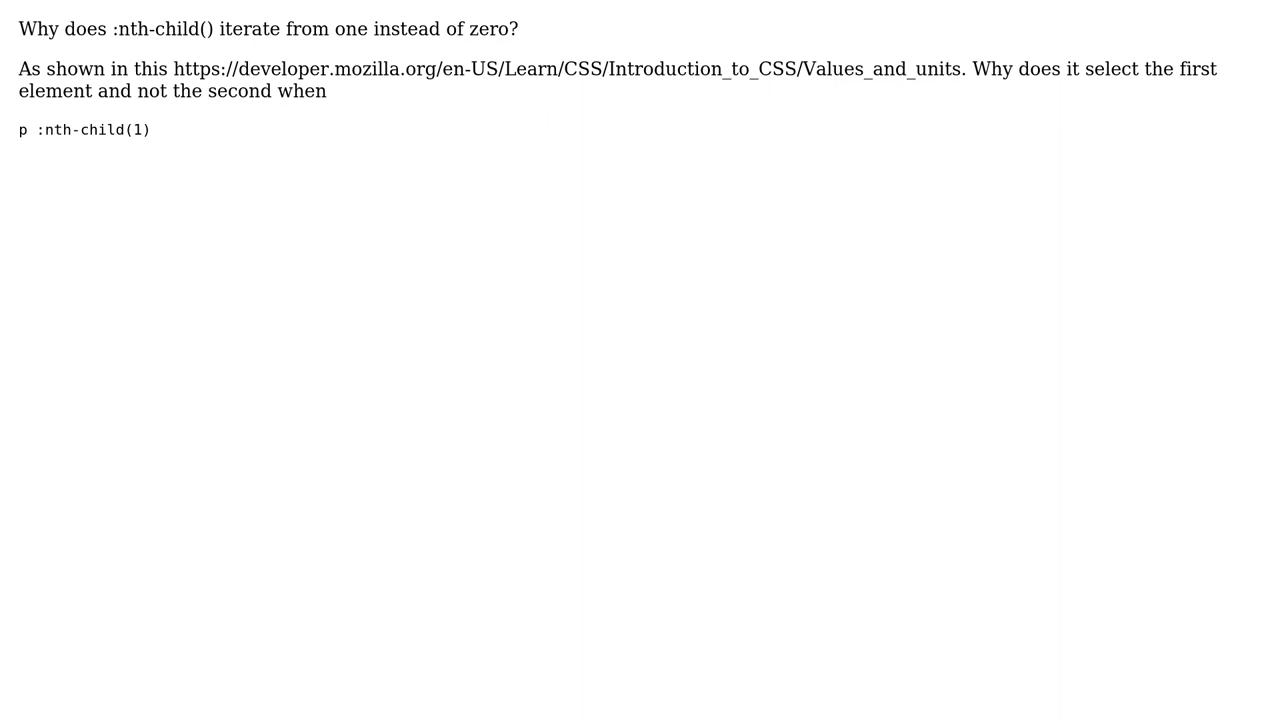 Why does :nth-child() iterate from one instead of zero?
As shown in this https://developer.mozilla.org/en-US/Learn/CSS/Introduction_to_CSS/Values_and_units. Why does it select the first
element and not the second when
p :nth-child(1)